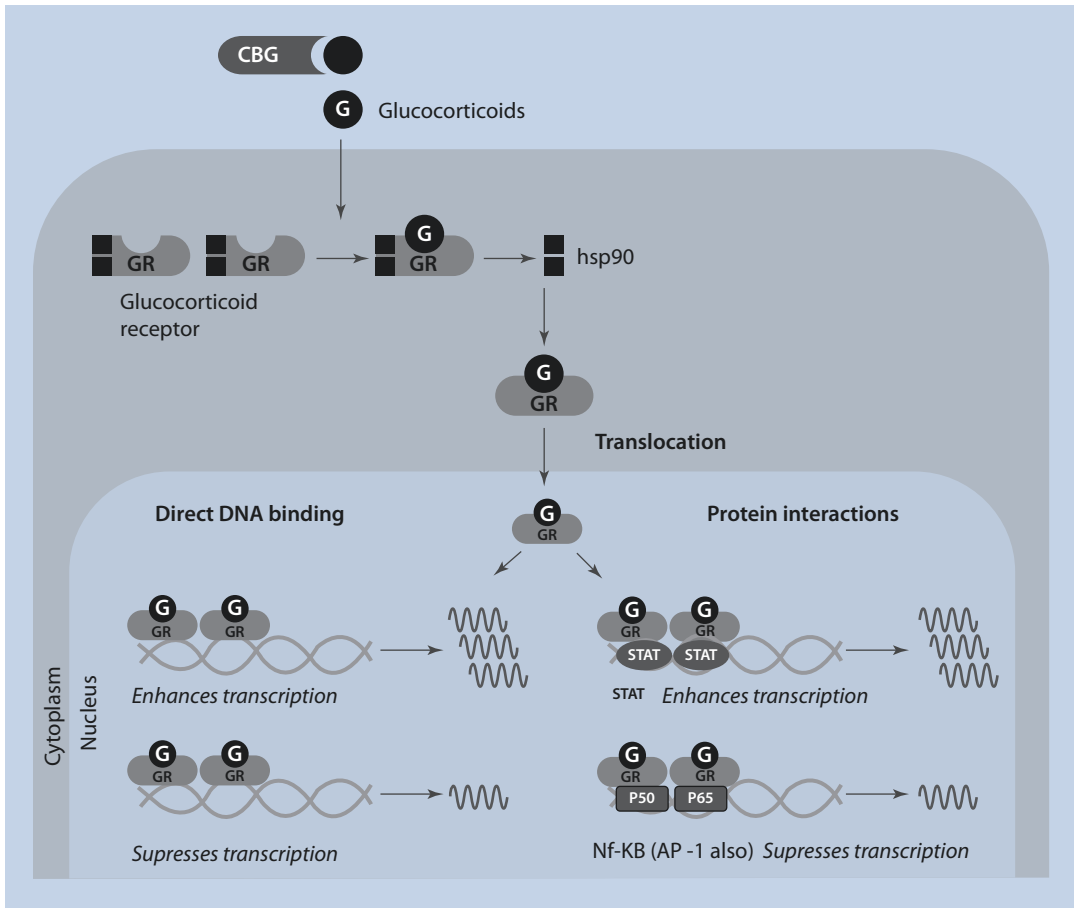 CBG
G
Glucocorticoids
GR
GR
G
GR
hsp90
Glucocorticoid
receptor
G
GR
Translocation
Direct DNA binding
G
GR
Protein interactions
G
GR
G
GR
G
GR
G
GR
STAT
STAT
Enhances transcription
STAT
Enhances transcription
G
GR
G
GR
G
GR
G
GR
P50
P65
Supresses transcription
Nf-KB (AP -1 also) Supresses transcription
Cytoplasm
Nucleus